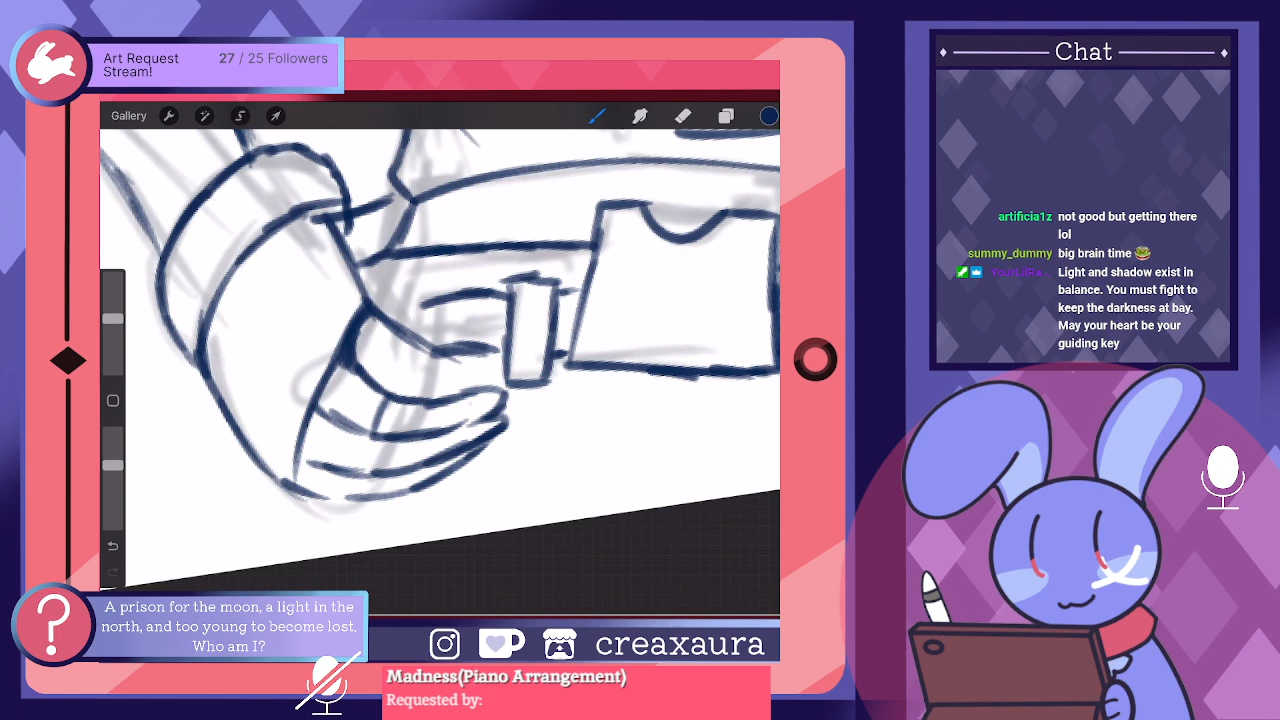 Art Request
Stream!
27 / 25 Followers
Gallery
Chat
artificia1z not good but getting there
lol
summy_dummy big brain time
YourLilRa Light and shadow exist in
balance. You must fight to
keep the darkness at bay.
May your heart be your
guiding key
A prison for the moon, a light in the
north, and too young to become lost.
Who am I?
creaxaura
Madness(Piano Arrangement)
Requested by: